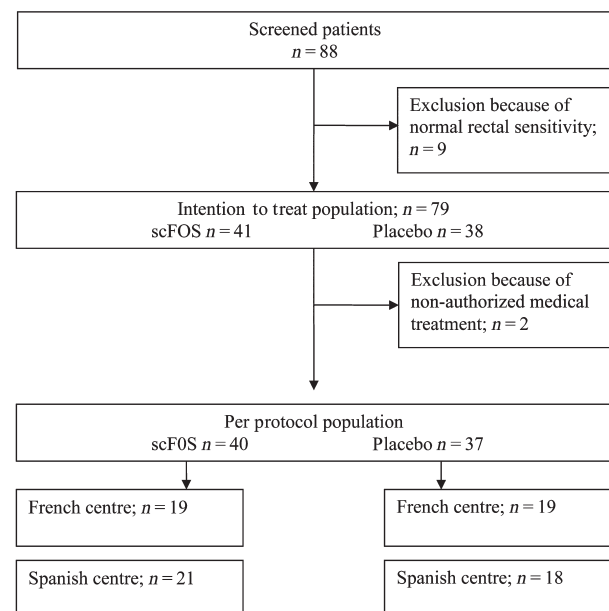 Screened patients
n = 88
Exclusion because of
normal rectal sensitivity;
n = 9
Intention to treat population; n = 79
scFOS n = 41 Placebo n = 38
Exclusion because of
non-authorized medical
treatment; n = 2
Per protocol population
scF0S n = 40 Placebo n = 37
French centre; n = 19
French centre; n = 19
Spanish centre; n = 21
Spanish centre; n = 18